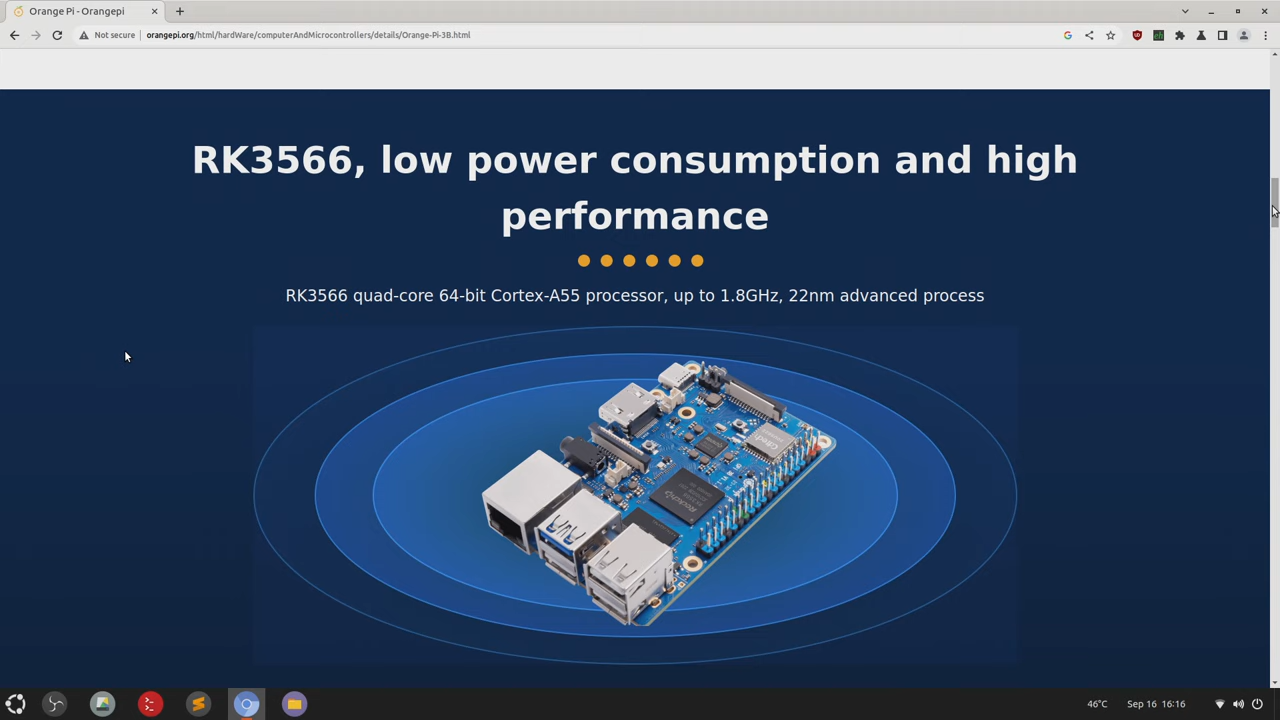 Orange Pi - Orangepi
Not secure
orangepi.org/html/hardWare/computerAndMicrocontrollers/details/Orange-Pi-3B.html
RK3566, low power consumption and high
performance
RK3566 quad-core 64-bit Cortex-A55 processor, up to 1.8GHz, 22nm advanced process
Rockchip
46°C
Sep 16 16:16